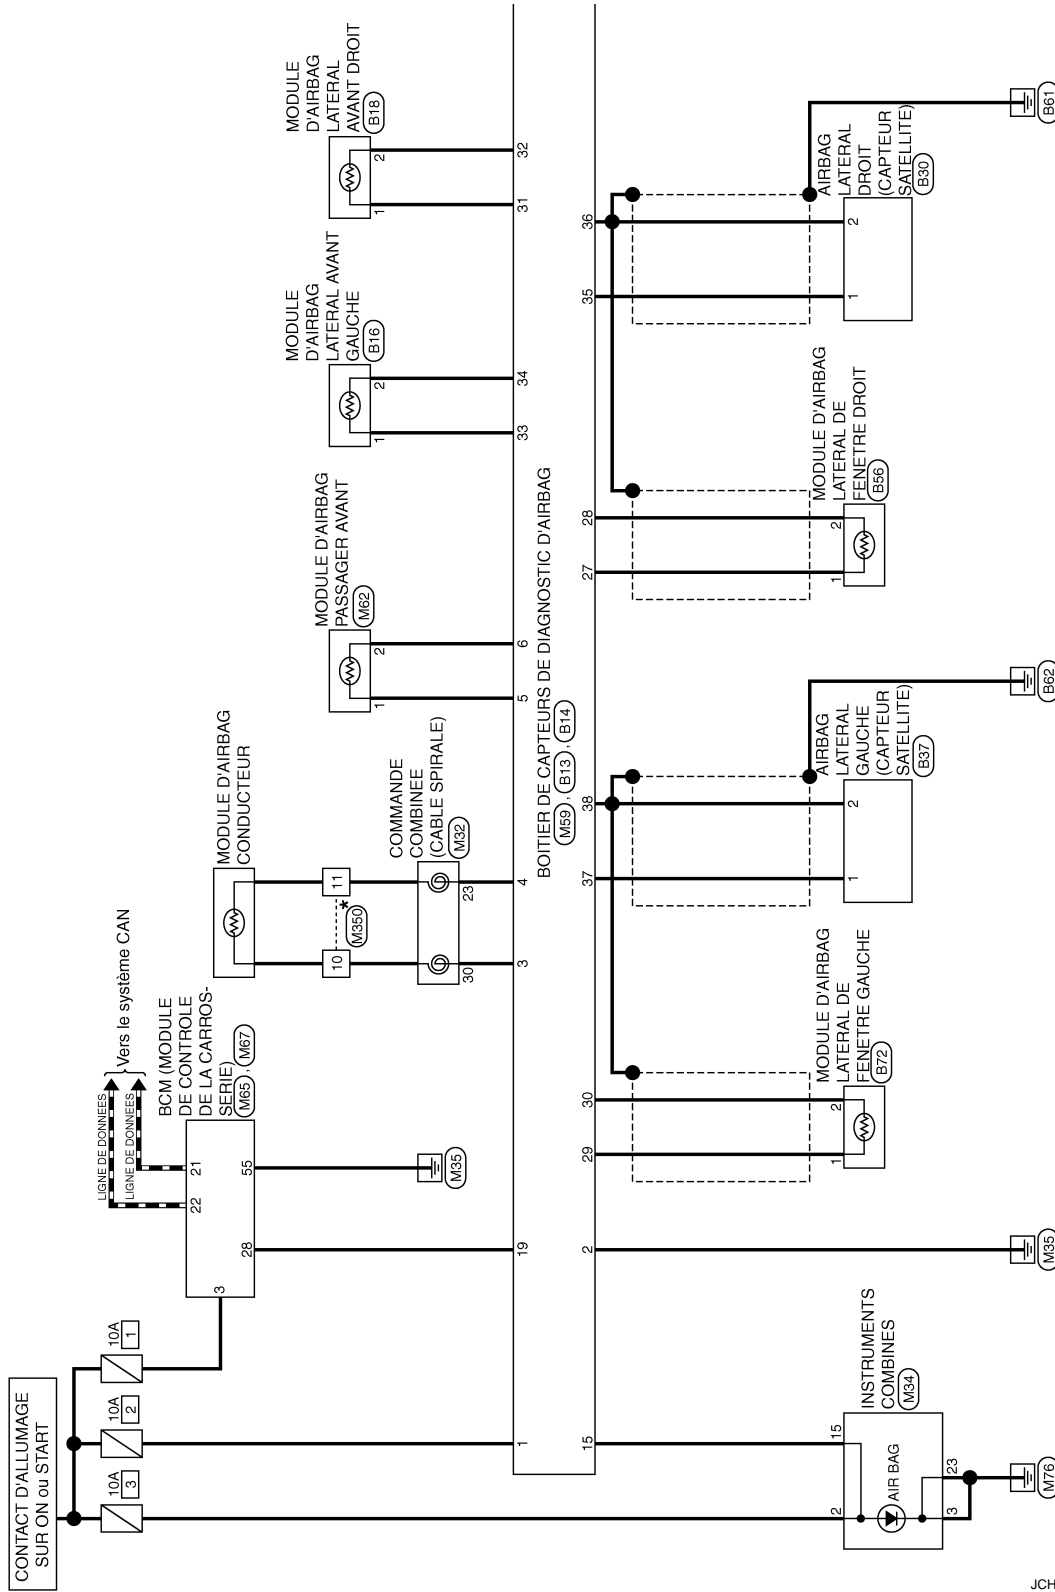 CONTACT D'ALLUMAGE
SUR ON ou START
10A
3
10A
2
10A
1
3
22
21
28
55
LIGNE DE DONNEES
LIGNE DE DONNEES
Vers le système CAN
BCM (MODULE
DE CONTROLE
DE LA CARROS-
SERIE)
M65, M67
M35
MODULE D'AIRBAG
CONDUCTEUR
10
11
*
M350
COMMANDE
COMBINEE
(CABLE SPIRALE)
M32
30
23
MODULE D'AIRBAG
PASSAGER AVANT
M62
1
2
MODULE
D'AIRBAG
LATERAL AVANT
GAUCHE
B16
1
2
MODULE
D'AIRBAG
LATERAL
AVANT DROIT
B18
1
2
1
19
3
4
5
6
33
34
31
32
BOITIER DE CAPTEURS DE DIAGNOSTIC D'AIRBAG
M59, B13, B14
15
2
29
30
37
38
27
28
35
36
2
15
AIR BAG
3
23
INSTRUMENTS
COMBINES
M34
M76
M35
1
2
MODULE D'AIRBAG
LATERAL DE
FENETRE GAUCHE
B72
1
2
AIRBAG
LATERAL
GAUCHE
(CAPTEUR
SATELLITE)
B37
B62
1
2
MODULE D'AIRBAG
LATERAL DE
FENETRE DROIT
B56
1
2
AIRBAG
LATERAL
DROIT
(CAPTEUR
SATELLITE)
B30
B61
JCH